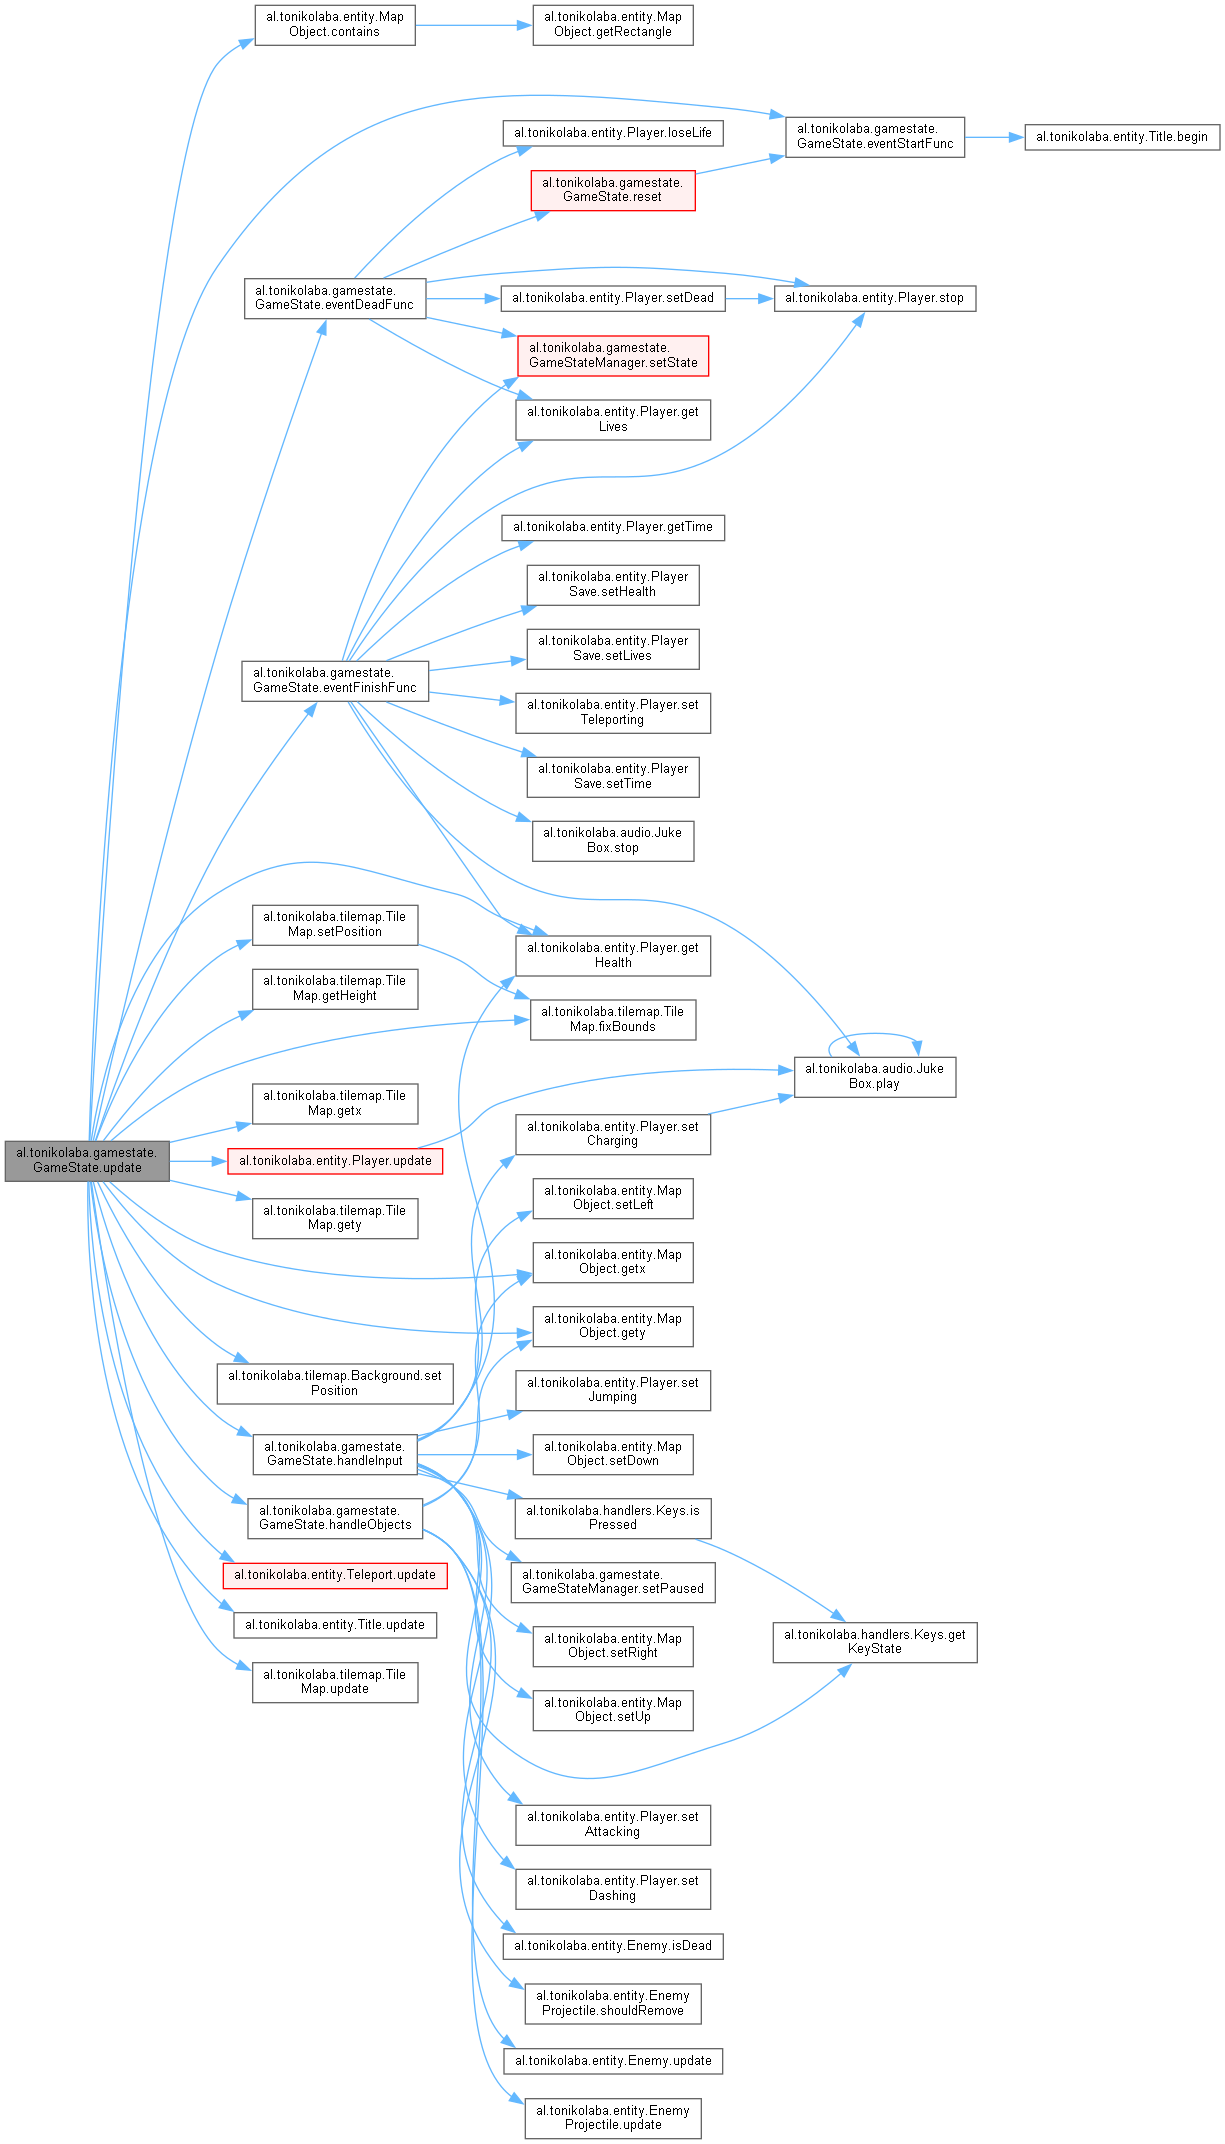 al.tonikolaba.entity.Map
Object.contains
al.tonikolaba.entity.Map
Object.getRectangle
al.tonikolaba.gamestate.
GameState.eventStartFunc
al.tonikolaba.entity.Title.begin
al.tonikolaba.entity.Player.loseLife
al.tonikolaba.gamestate.
GameState.reset
al.tonikolaba.gamestate.
GameState.eventDeadFunc
al.tonikolaba.entity.Player.setDead
al.tonikolaba.entity.Player.stop
al.tonikolaba.gamestate.
GameStateManager.setState
al.tonikolaba.entity.Player.get
Lives
al.tonikolaba.entity.Player.getTime
al.tonikolaba.entity.Player
Save.setHealth
al.tonikolaba.entity.Player
Save.setLives
al.tonikolaba.gamestate.
GameState.eventFinishFunc
al.tonikolaba.entity.Player.set
Teleporting
al.tonikolaba.entity.Player
Save.setTime
al.tonikolaba.audio.Juke
Box.stop
al.tonikolaba.tilemap.Tile
Map.setPosition
al.tonikolaba.entity.Player.get
Health
al.tonikolaba.tilemap.Tile
Map.getHeight
al.tonikolaba.tilemap.Tile
Map.fixBounds
al.tonikolaba.audio.Juke
Box.play
al.tonikolaba.tilemap.Tile
Map.getx
al.tonikolaba.entity.Player.set
Charging
al.tonikolaba.gamestate.
GameState.update
al.tonikolaba.entity.Player.update
al.tonikolaba.entity.Map
Object.setLeft
al.tonikolaba.tilemap.Tile
Map.gety
al.tonikolaba.entity.Map
Object.getx
al.tonikolaba.entity.Map
Object.gety
al.tonikolaba.tilemap.Background.set
Position
al.tonikolaba.entity.Player.set
Jumping
al.tonikolaba.gamestate.
GameState.handleInput
al.tonikolaba.entity.Map
Object.setDown
al.tonikolaba.gamestate.
GameState.handleObjects
al.tonikolaba.handlers.Keys.is
Pressed
al.tonikolaba.entity.Teleport.update
al.tonikolaba.gamestate.
GameStateManager.setPaused
al.tonikolaba.entity.Title.update
al.tonikolaba.entity.Map
Object.setRight
al.tonikolaba.handlers.Keys.get
KeyState
al.tonikolaba.tilemap.Tile
Map.update
al.tonikolaba.entity.Map
Object.setUp
al.tonikolaba.entity.Player.set
Attacking
al.tonikolaba.entity.Player.set
Dashing
al.tonikolaba.entity.Enemy.isDead
al.tonikolaba.entity.Enemy
Projectile.shouldRemove
al.tonikolaba.entity.Enemy.update
al.tonikolaba.entity.Enemy
Projectile.update